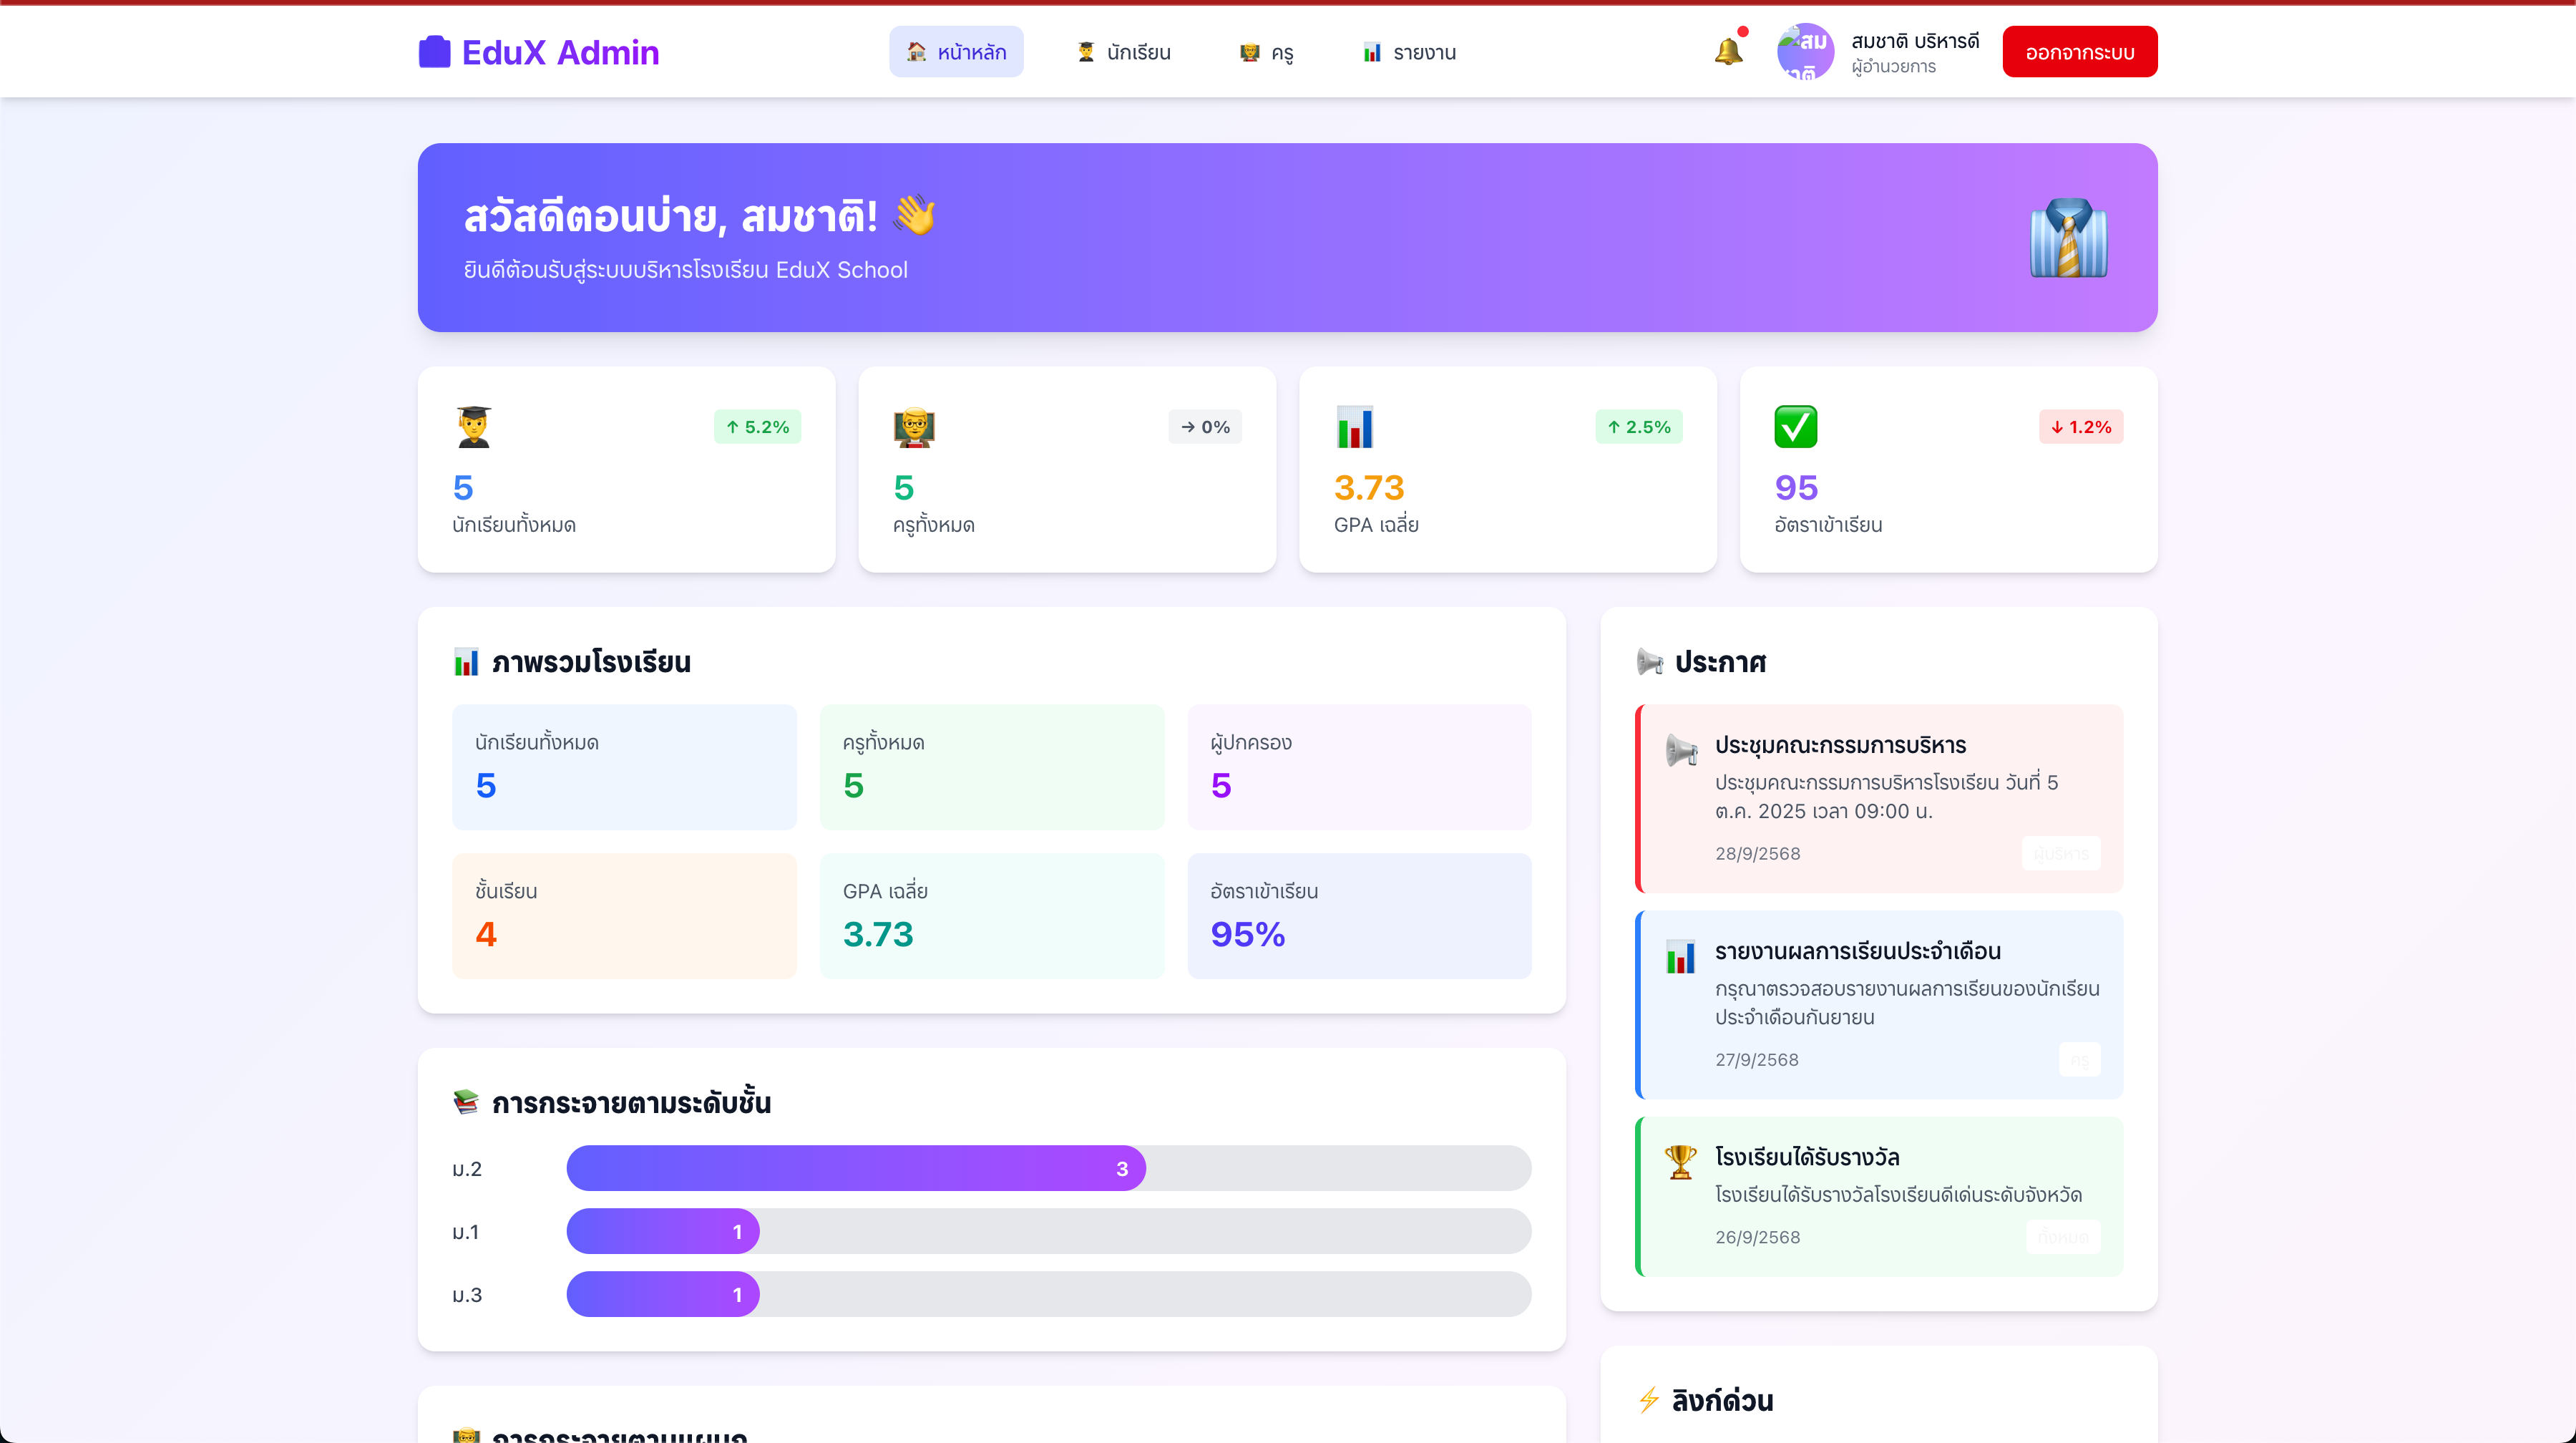 EduX Admin
หน้าหลัก
นักเรียน
ครู
รายงาน
สมชาติ
สมชาติ บริหารดี
ผู้อำนวยการ
ออกจากระบบ
สวัสดีตอนบ่าย, สมชาติ! 👋
ยินดีต้อนรับสู่ระบบบริหารโรงเรียน EduX School
↑ 5.2%
5
นักเรียนทั้งหมด
→ 0%
5
ครูทั้งหมด
↑ 2.5%
3.73
GPA เฉลี่ย
↓ 1.2%
95
อัตราเข้าเรียน
ภาพรวมโรงเรียน
นักเรียนทั้งหมด
5
ครูทั้งหมด
5
ผู้ปกครอง
5
ชั้นเรียน
4
GPA เฉลี่ย
3.73
อัตราเข้าเรียน
95%
การกระจายตามระดับชั้น
ม.2
3
ม.1
1
ม.3
1
การกระจายตามแผนก
ประกาศ
ประชุมคณะกรรมการบริหาร
ประชุมคณะกรรมการบริหารโรงเรียน วันที่ 5
ต.ค. 2025 เวลา 09:00 น.
28/9/2568
ผู้บริหาร
รายงานผลการเรียนประจำเดือน
กรุณาตรวจสอบรายงานผลการเรียนของนักเรียน
ประจำเดือนกันยายน
27/9/2568
ครู
โรงเรียนได้รับรางวัล
โรงเรียนได้รับรางวัลโรงเรียนดีเด่นระดับจังหวัด
26/9/2568
ทั้งหมด
ลิงก์ด่วน